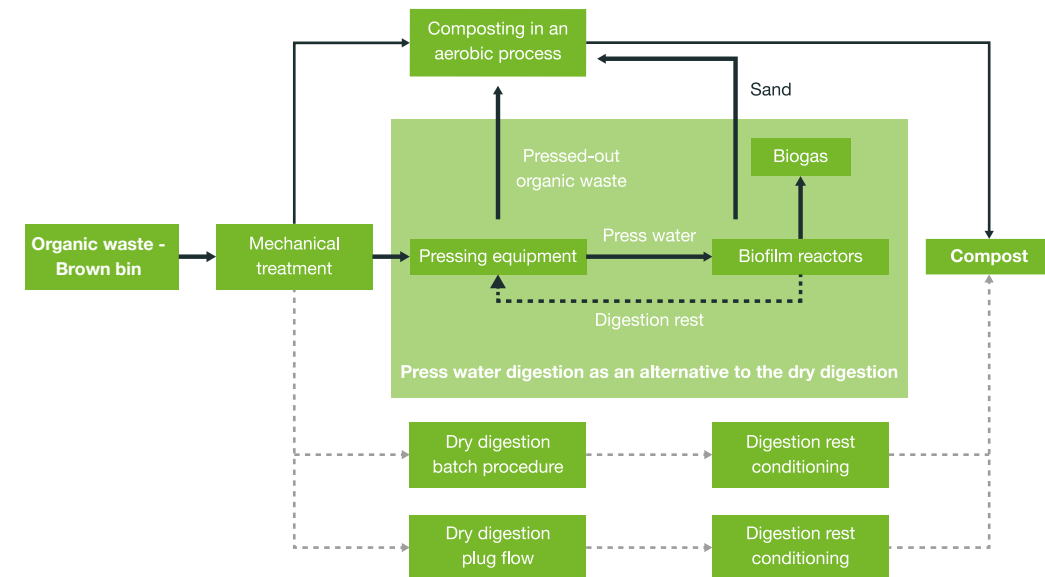 Composting in an
aerobic process
Sand
Pressed-out
organic waste
Biogas
Organic waste -
Brown bin
Mechanical
treatment
Pressing equipment
Press water
Biofilm reactors
Compost
Digestion rest
Press water digestion as an alternative to the dry digestion
Dry digestion
batch procedure
Digestion rest
conditioning
Dry digestion
plug flow
Digestion rest
conditioning